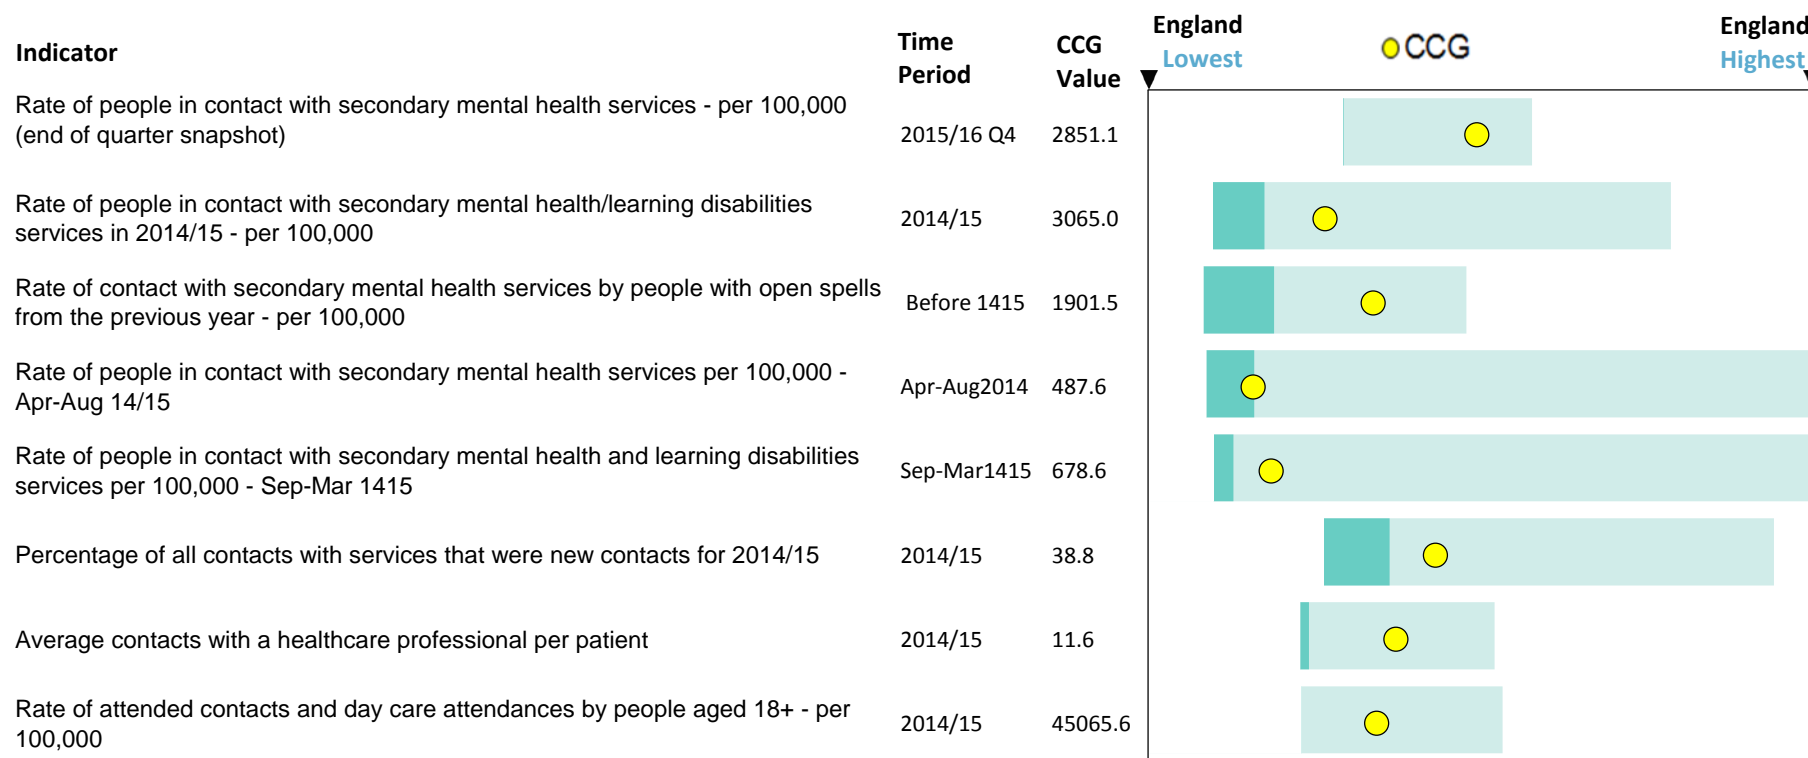 Indicator
Time
Period
CCG
Value
England
Lowest
CCG
England
Highest
Rate of people in contact with secondary mental health services - per 100,000
(end of quarter snapshot)
2015/16 Q4
2851.1
Rate of people in contact with secondary mental health/learning disabilities
services in 2014/15 - per 100,000
2014/15
3065.0
Rate of contact with secondary mental health services by people with open spells
from the previous year - per 100,000
Before 1415
1901.5
Rate of people in contact with secondary mental health services per 100,000 -
Apr-Aug 14/15
Apr-Aug2014
487.6
Rate of people in contact with secondary mental health and learning disabilities
services per 100,000 - Sep-Mar 1415
Sep-Mar1415
678.6
Percentage of all contacts with services that were new contacts for 2014/15
2014/15
38.8
Average contacts with a healthcare professional per patient
2014/15
11.6
Rate of attended contacts and day care attendances by people aged 18+ - per
100,000
2014/15
45065.6